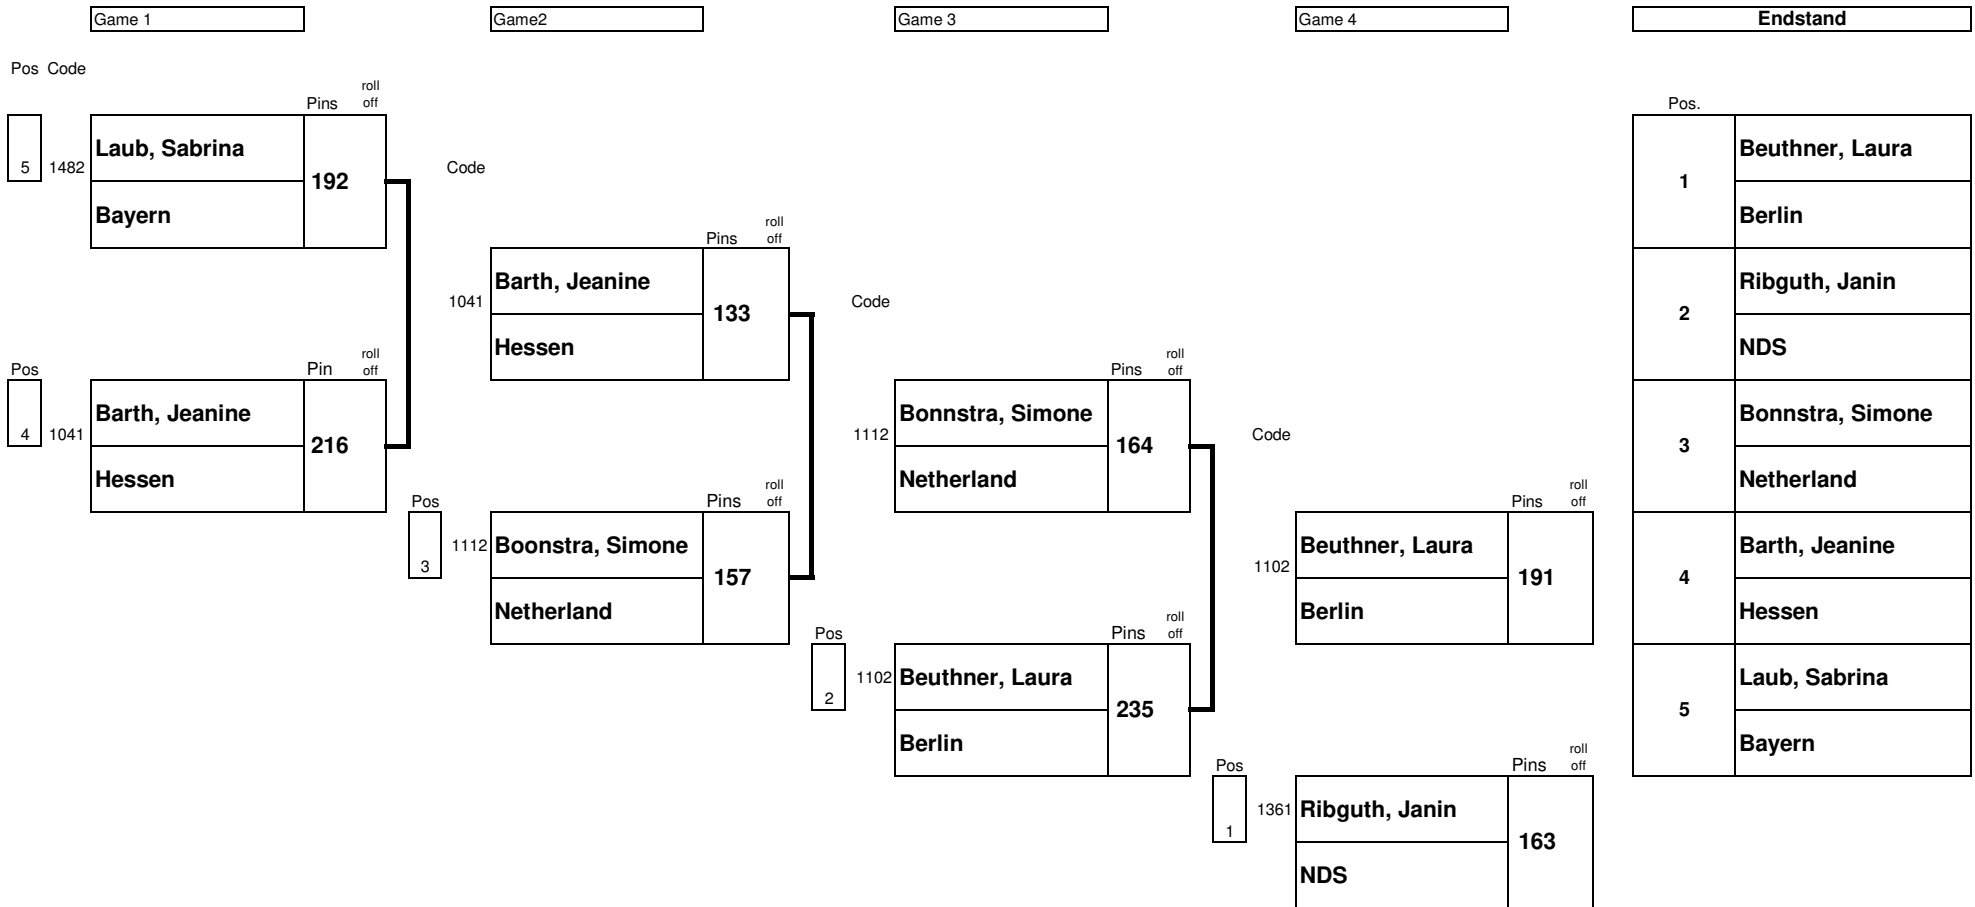 Game 1
Game2
Game 3
Game 4
Endstand
Pos Code
Pins roll off
5 1482 Laub, Sabrina 192
Bayern
Code
Pins roll off
1041 Barth, Jeanine 133
Hessen
Pos
Pin roll off
4 1041 Barth, Jeanine 216
Hessen
Pos
Pins roll off
3 1112 Boonstra, Simone 157
Netherland
Code
Pins roll off
1112 Bonnstra, Simone 164
Netherland
Pos
Pins roll off
2 1102 Beuthner, Laura 235
Berlin
Code
Pins roll off
1102 Beuthner, Laura 191
Berlin
Pos
Pins roll off
1 1361 Ribguth, Janin 163
NDS
Pos.
1 Beuthner, Laura
Berlin
2 Ribguth, Janin
NDS
3 Bonnstra, Simone
Netherland
4 Barth, Jeanine
Hessen
5 Laub, Sabrina
Bayern